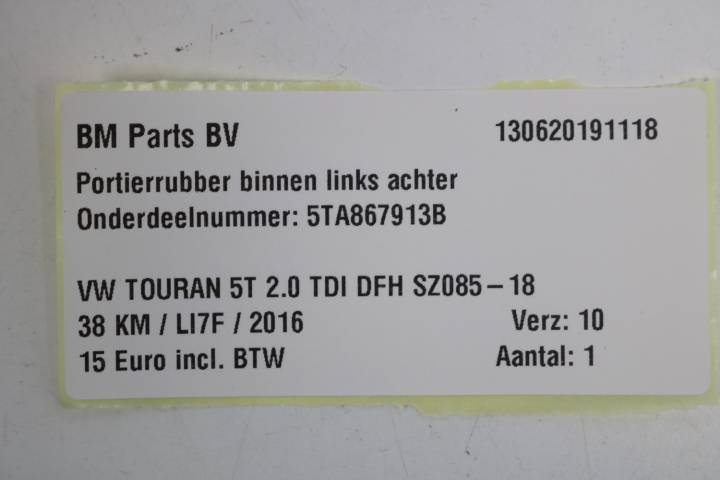 BM Parts BV 130620191118
Portierrubber binnen links achter
Onderdeelnummer: 5TA867913B
VW TOURAN 5T 2.0 TDI DFH SZ085-18
38 KM / LI7F / 2016 Verz: 10
15 Euro incl. BTW Aantal: 1